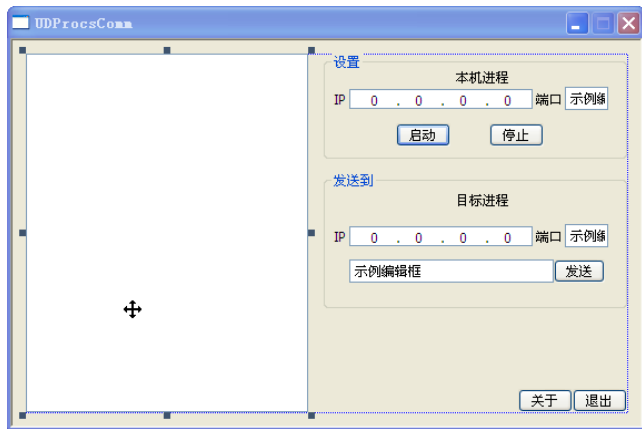 UDProcsComm
设置
本机进程
IP 0 . 0 . 0 . 0 端口 示例编
启动 停止
发送到
目标进程
IP 0 . 0 . 0 . 0 端口 示例编
示例编辑框 发送
关于 退出